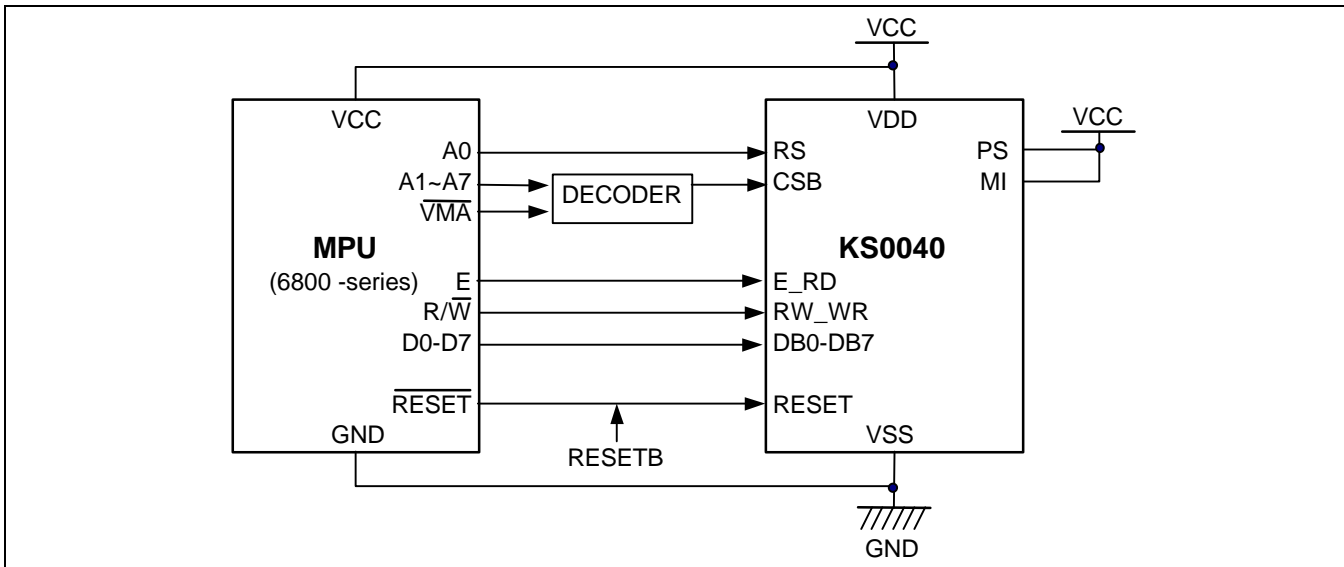 VCC
VCC
VDD
VCC
A0
RS
PS
A1~A7
DECODER
CSB
MI
VMA
MPU
KS0040
(6800 -series)
E
E_RD
R/W
RW_WR
D0-D7
DB0-DB7
RESET
RESET
GND
RESETB
VSS
GND